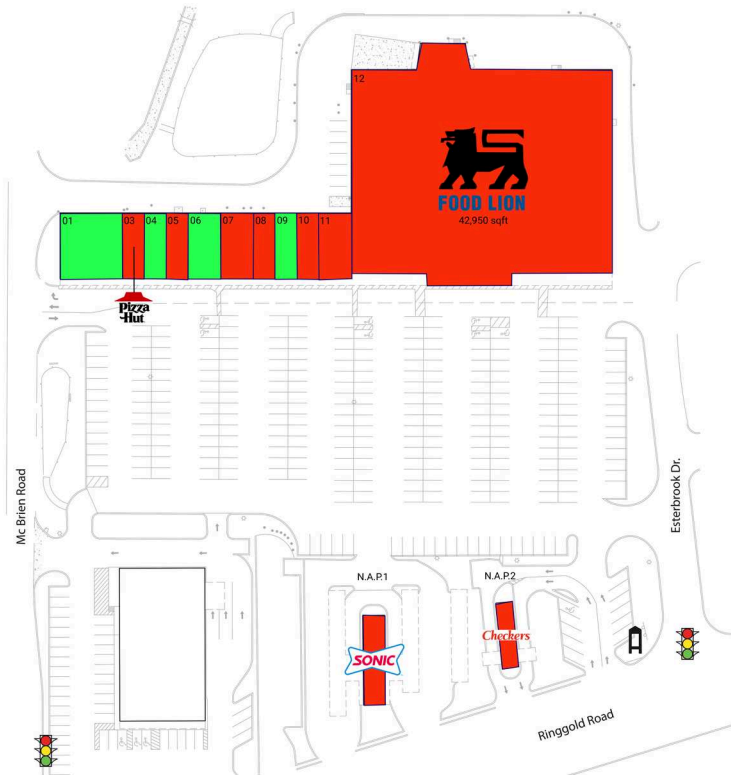 12
FOOD LION
42,950 sqft
01
03
04
05
06
07
08
09
10
11
Pizza
Hut
Mc Brien Road
Esterbrook Dr.
N.A.P.1
N.A.P.2
Checkers
SONIC
Ringgold Road